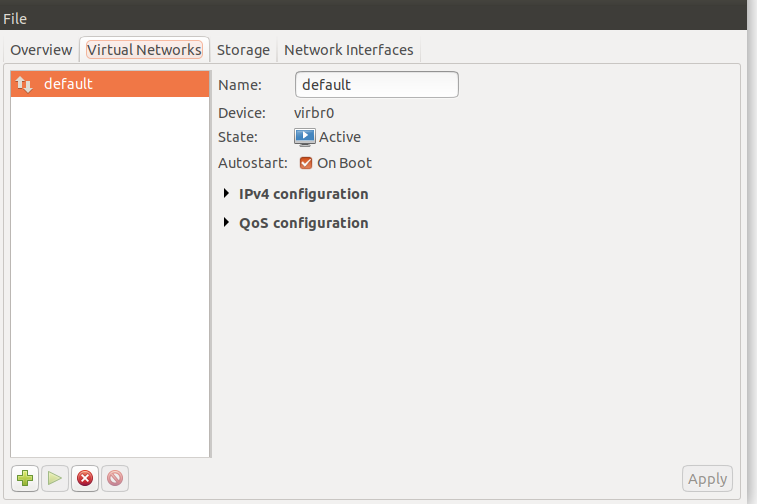 File
Overview Virtual Networks Storage Network Interfaces
default
Name: default
Device: virbr0
State: Active
Autostart: On Boot
IPv4 configuration
QoS configuration
Apply